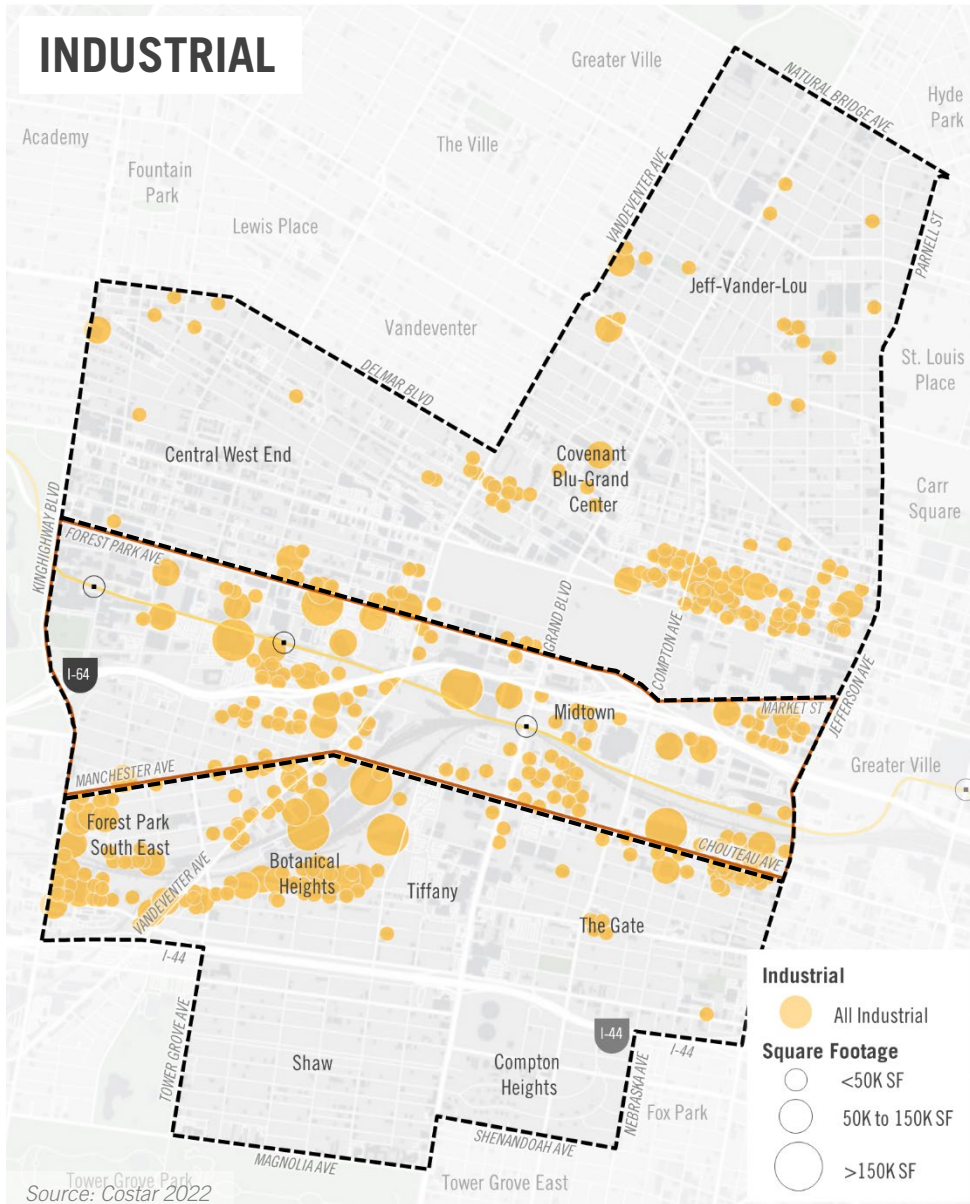 INDUSTRIAL
Greater Ville
NATURAL BRIDGE AVE
Hyde
Park
Academy
The Ville
Fountain
Park
VANDEVENTER AVE
Lewis Place
PARNELL ST
Jeff-Vander-Lou
Vandeventer
St. Louis
Place
DELMAR BLVD
Central West End
Covenant
Blu-Grand
Center
Carr
Square
KINGHIGHWAY BLVD
FOREST PARK AVE
GRAND BLVD
COMPTON AVE
I-64
JEFFERSON AVE
MARKET ST
Midtown
MANCHESTER AVE
Greater Ville
Forest Park
South East
CHOUTEAU AVE
Botanical
Heights
Tiffany
VANDEVENTER AVE
The Gate
I-44
TOWER GROVE AVE
I-44
I-44
Shaw
Compton
Heights
NEBRASKA AVE
Fox Park
SHENANDOAH AVE
MAGNOLIA AVE
Tower Grove Park
Tower Grove East
Source: Costar 2022
Industrial
All Industrial
Square Footage
<50K SF
50K to 150K SF
>150K SF